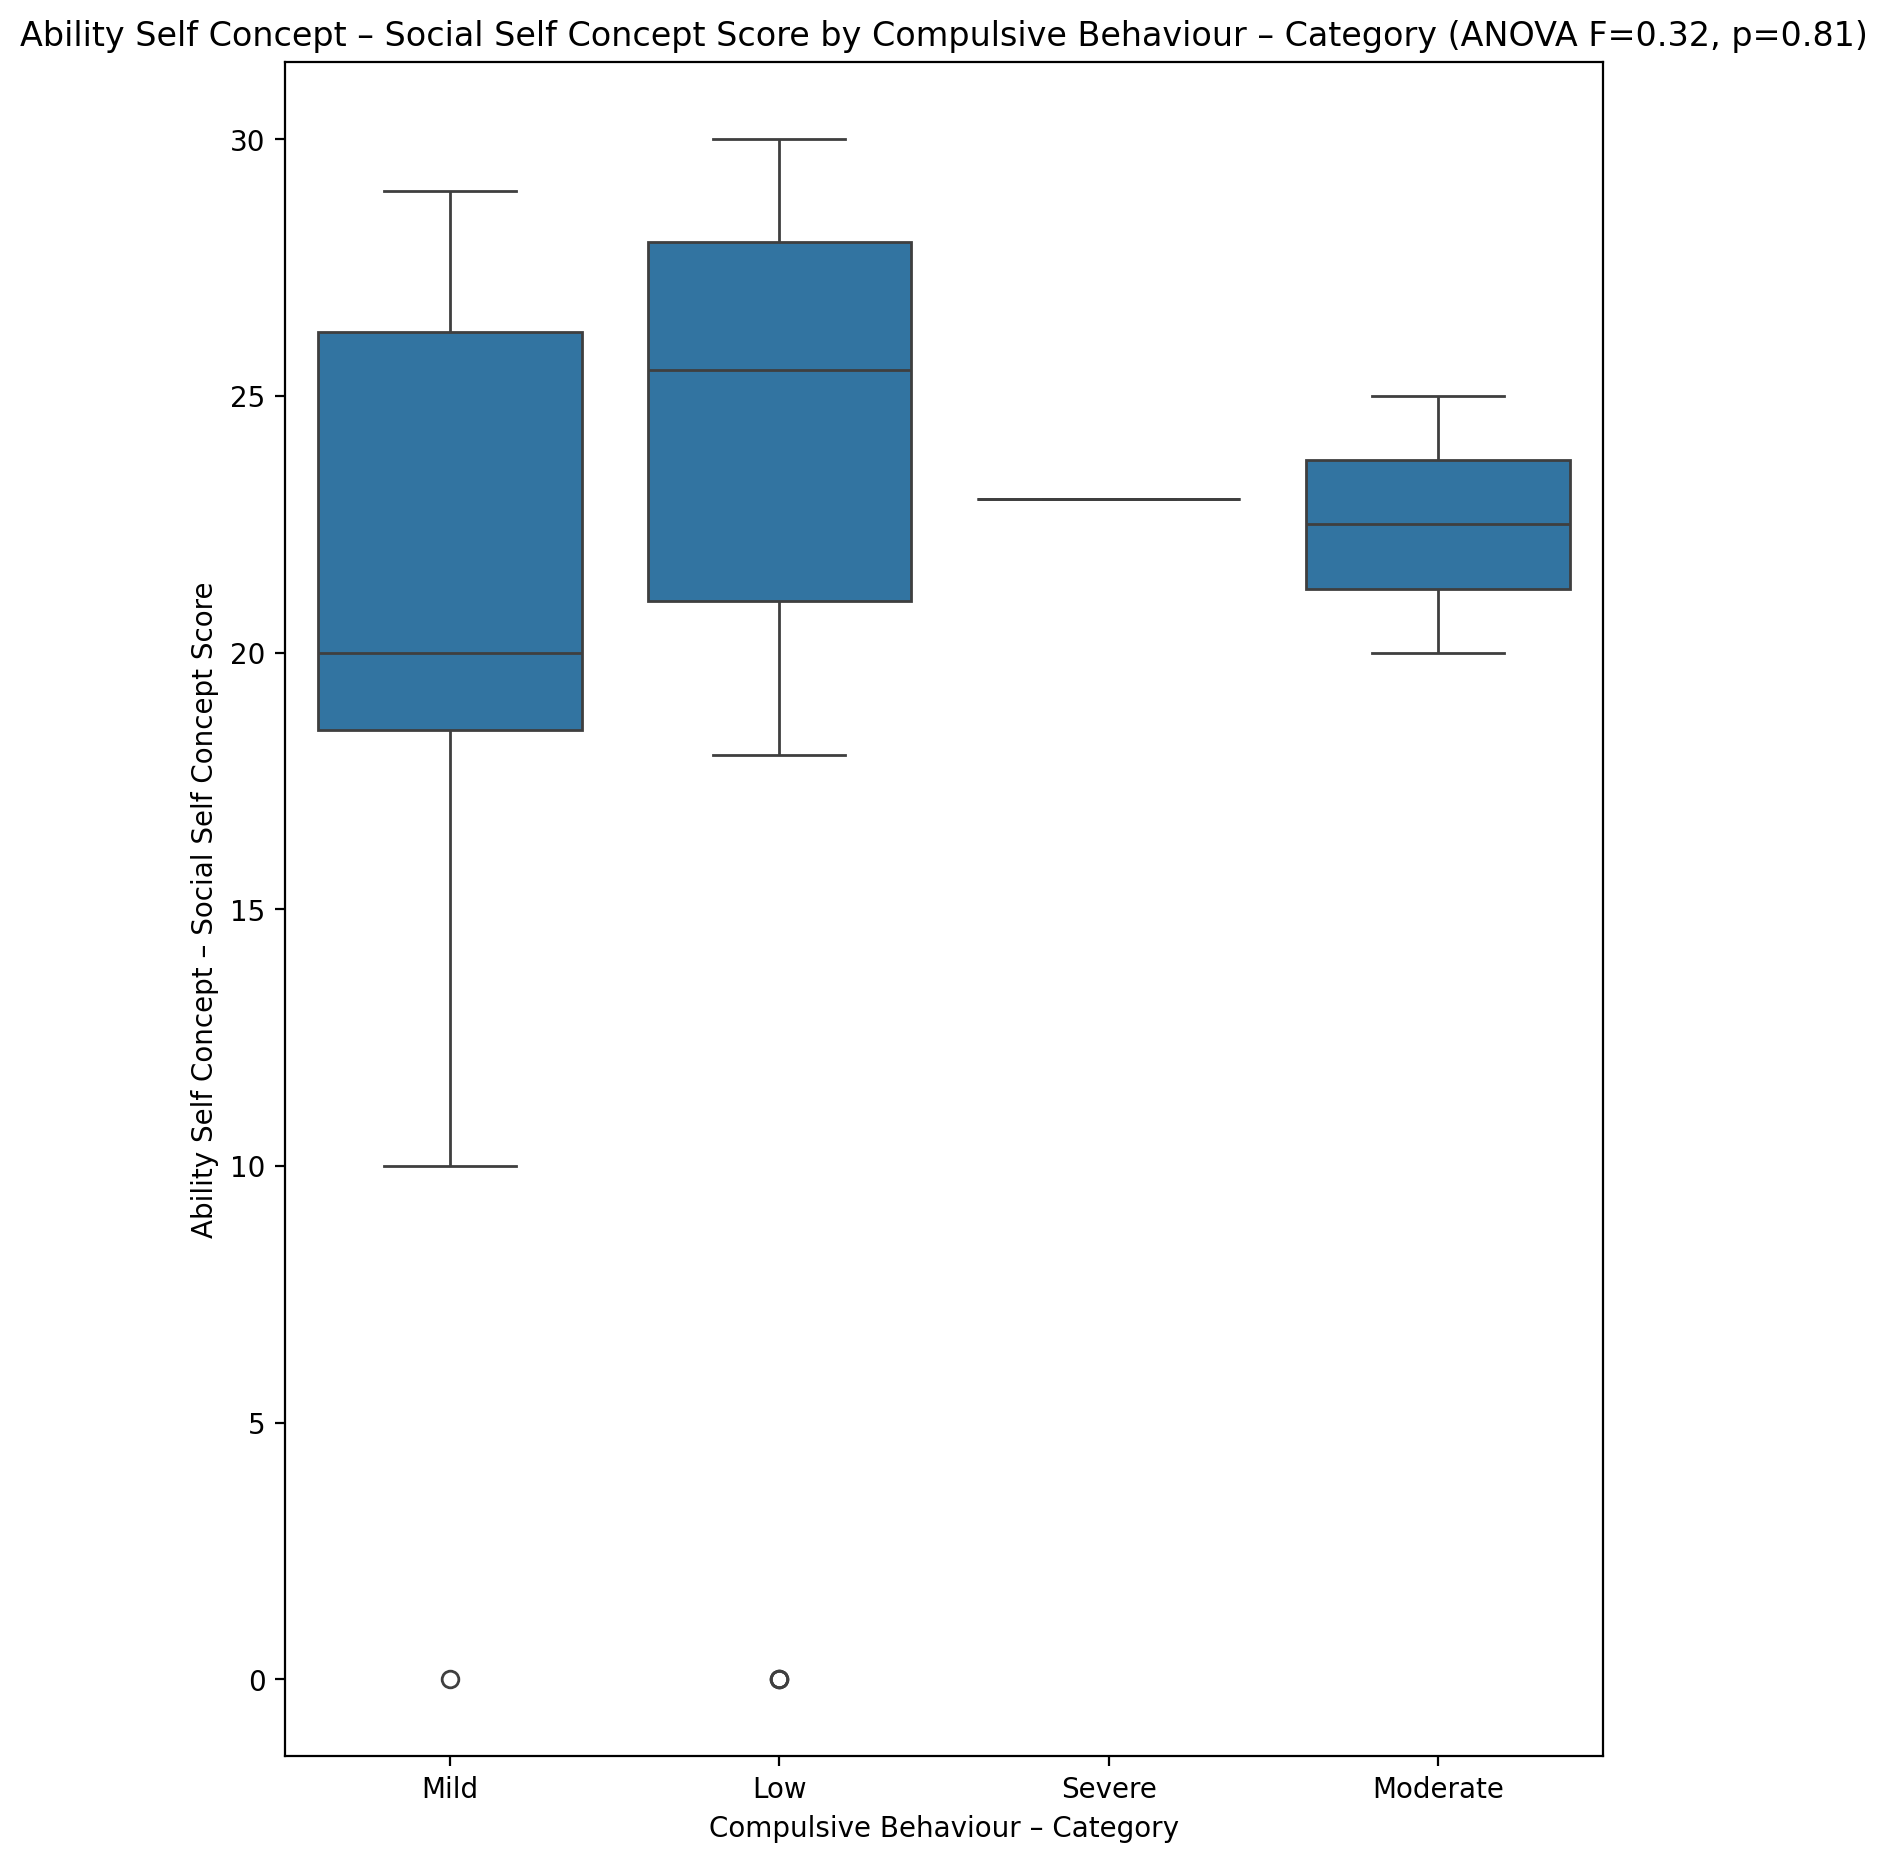 Ability Self Concept – Social Self Concept Score by Compulsive Behaviour – Category (ANOVA F=0.32, p=0.81)
Ability Self Concept – Social Self Concept Score
30
25
20
15
10
5
0
Mild
Low
Severe
Moderate
Compulsive Behaviour – Category